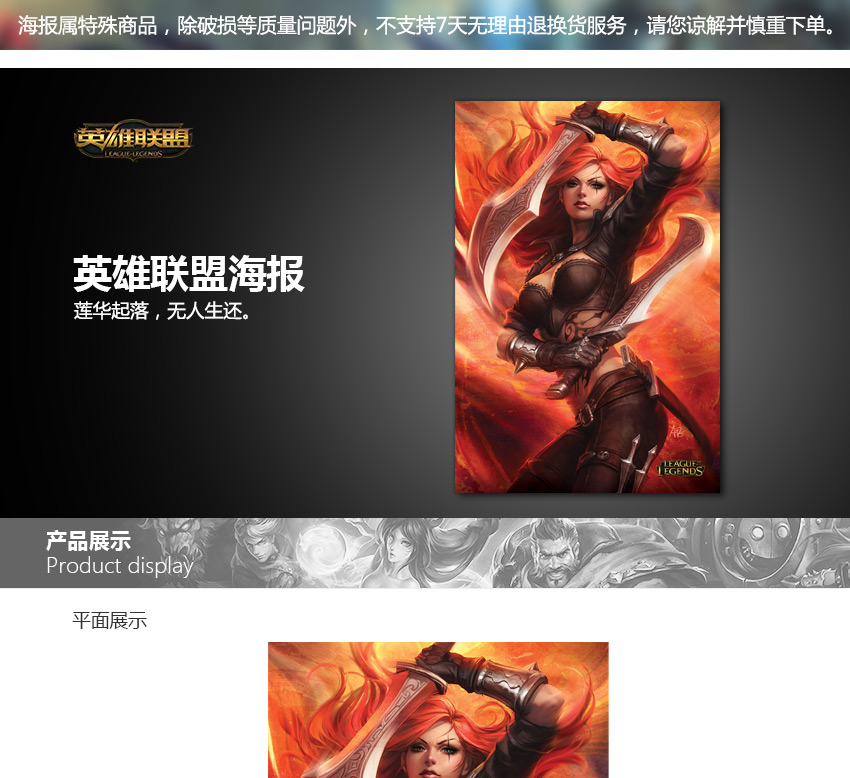 海报属特殊商品，除破损等质量问题外，不支持7天无理由退换货服务，请您谅解并慎重下单。
英雄联盟
LEAGUE OF LEGENDS
英雄联盟海报
莲华起落，无人生还。
LEAGUE OF
LEGENDS
产品展示
Product display
平面展示